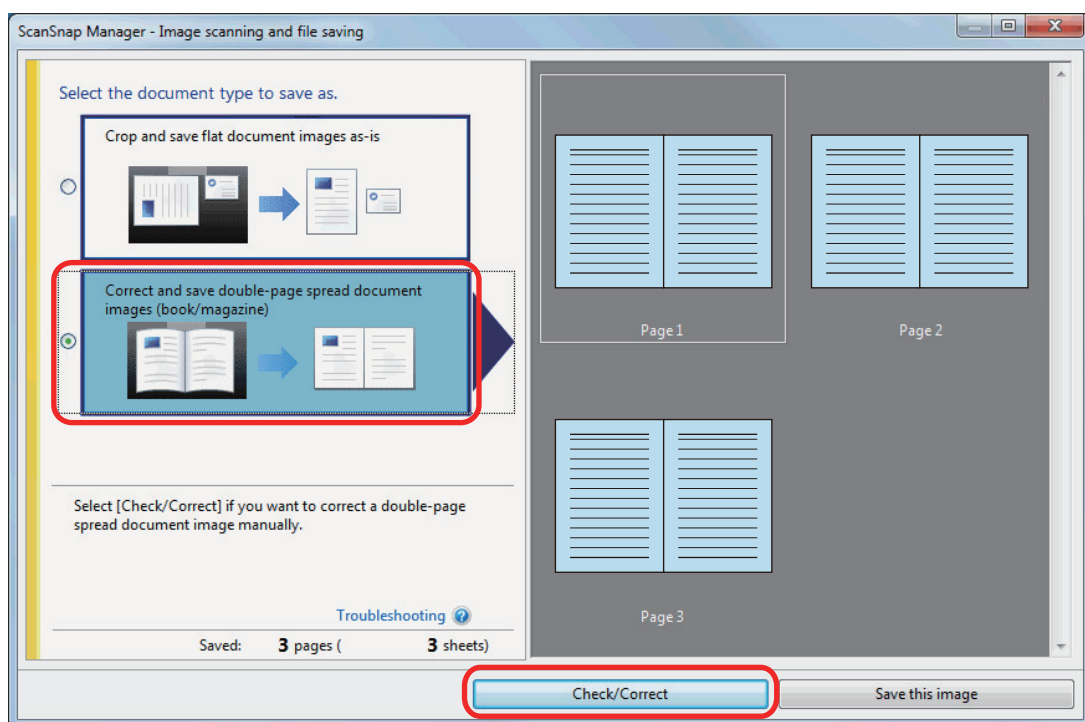 ScanSnap Manager - Image scanning and file saving
Select the document type to save as.
Crop and save flat document images as-is
Correct and save double-page spread document
images (book/magazine)
Select [Check/Correct] if you want to correct a double-page
spread document image manually.
Troubleshooting
Saved: 3 pages ( 3 sheets)
Page 1
Page 2
Page 3
Check/Correct
Save this image